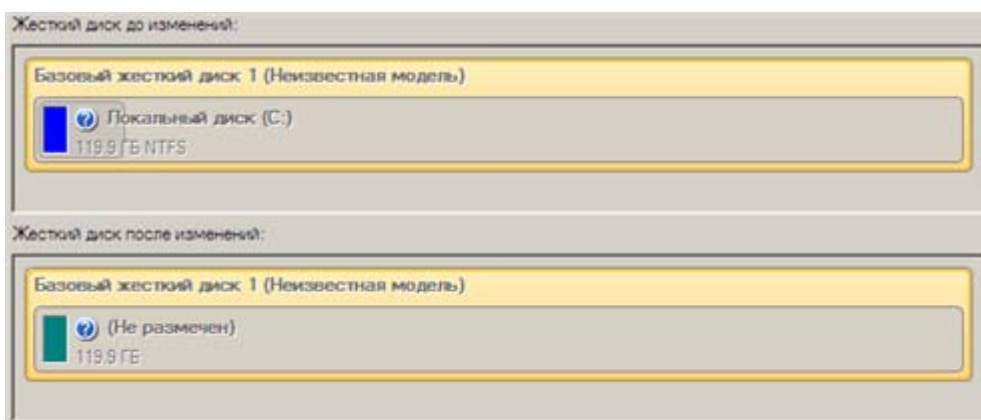 Жесткий диск до изменений:
Базовый жесткий диск 1 (Неизвестная модель)
Локальный диск (C:)
119.9 ГБ NTFS
Жесткий диск после изменений:
Базовый жесткий диск 1 (Неизвестная модель)
(Не размечен)
119.9 ГБ